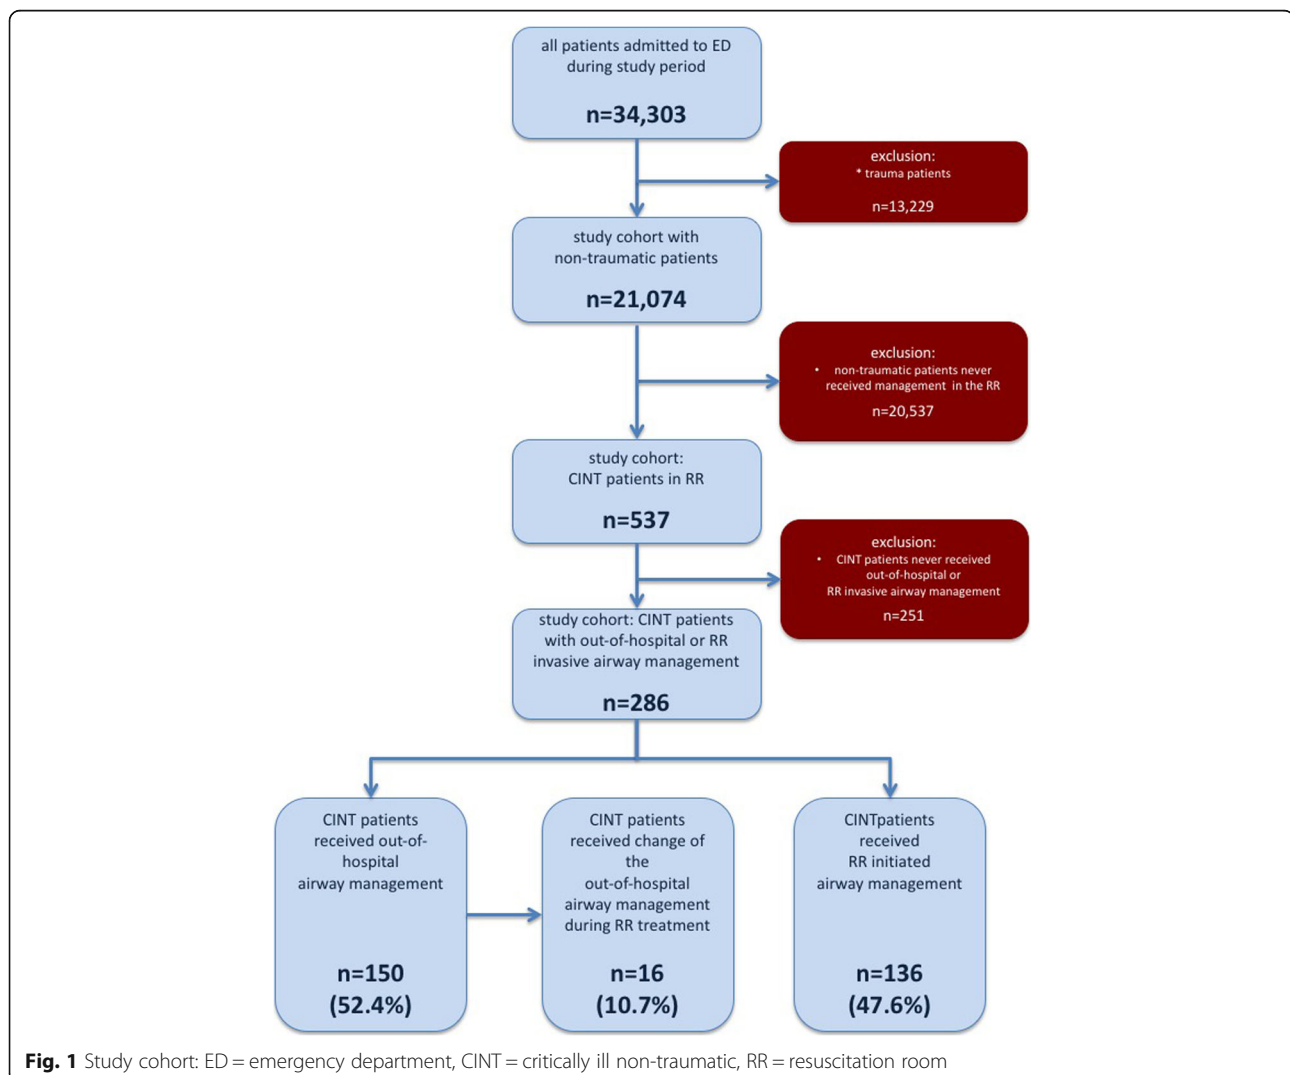 all patients admitted to ED
during study period
n=34,303
exclusion:
* trauma patients
n=13,229
study cohort with
non-traumatic patients
n=21,074
exclusion:
• non-traumatic patients never
received management in the RR
n=20,537
study cohort:
CINT patients in RR
n=537
exclusion:
• CINT patients never received
out-of-hospital or
RR invasive airway management
n=251
study cohort: CINT patients
with out-of-hospital or RR
invasive airway management
n=286
CINT patients
received out-of-
hospital
airway management
n=150
(52.4%)
CINT patients
received change of
the
out-of-hospital
airway management
during RR treatment
n=16
(10.7%)
CINTpatients
received
RR initiated
airway management
n=136
(47.6%)
Fig. 1 Study cohort: ED = emergency department, CINT = critically ill non-traumatic, RR = resuscitation room